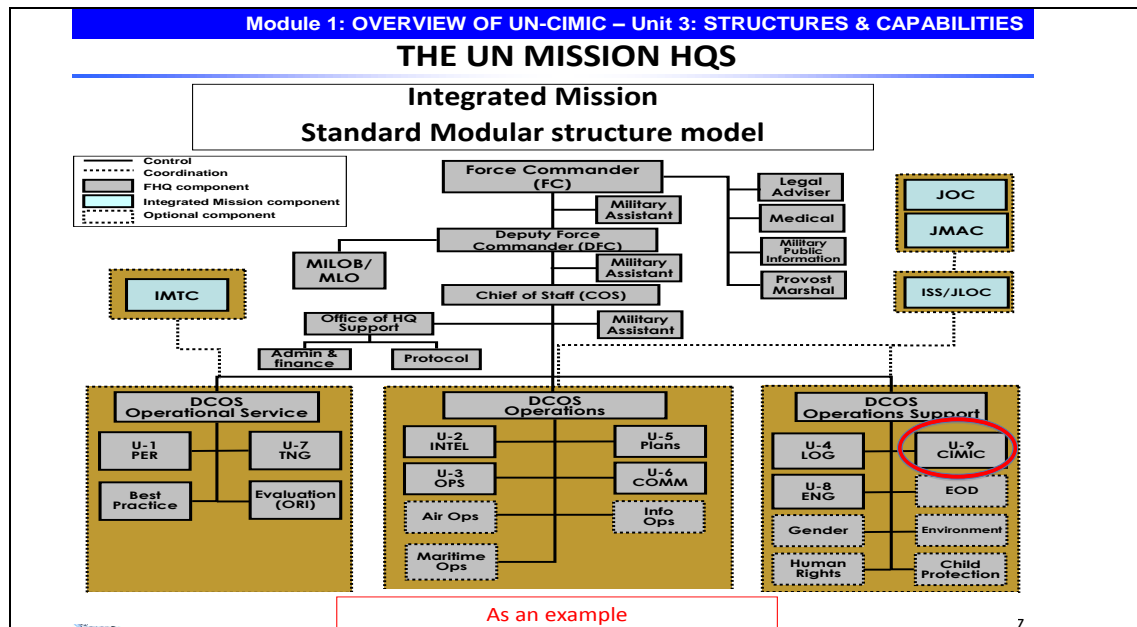 Module 1: OVERVIEW OF UN-CIMIC – Unit 3: STRUCTURES & CAPABILITIES
THE UN MISSION HQS
Integrated Mission
Standard Modular structure model
Control
Coordination
FHQ component
Integrated Mission component
Optional component
Force Commander
(FC)
Military
Assistant
Legal
Adviser
Medical
Military
Public
Information
Provost
Marshal
JOC
JMAC
ISS/JLOC
Deputy Force
Commander (DFC)
MILOB/
MLO
Military
Assistant
IMTC
Chief of Staff (COS)
Office of HQ
Support
Military
Assistant
Admin &
finance
Protocol
DCOS
Operational Service
U-1
PER
U-7
TNG
Best
Practice
Evaluation
(ORI)
DCOS
Operations
U-2
INTEL
U-5
Plans
U-3
OPS
U-6
COMM
Air Ops
Info
Ops
Maritime
Ops
DCOS
Operations Support
U-4
LOG
U-9
CIMIC
U-8
ENG
EOD
Gender
Environment
Human
Rights
Child
Protection
As an example
7